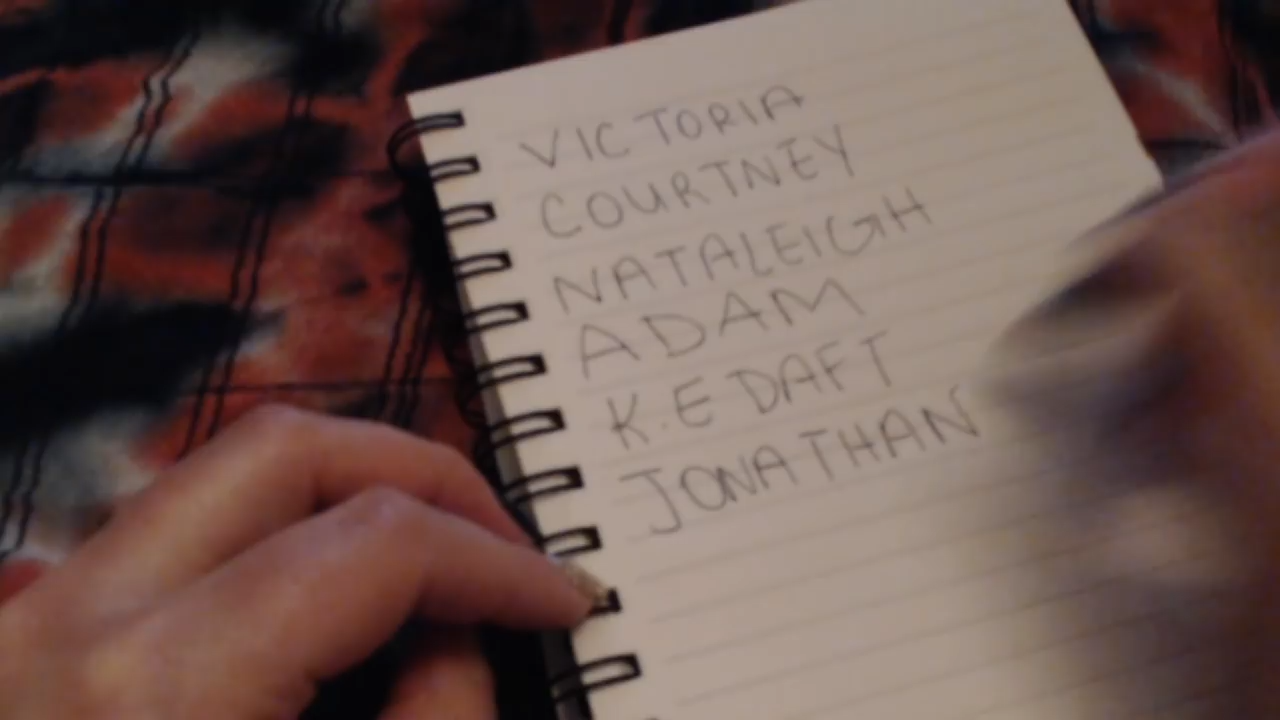 VICTORIA
COURTNEY
NATALEIGH
ADAM
K.E DAFT
JONATHAN